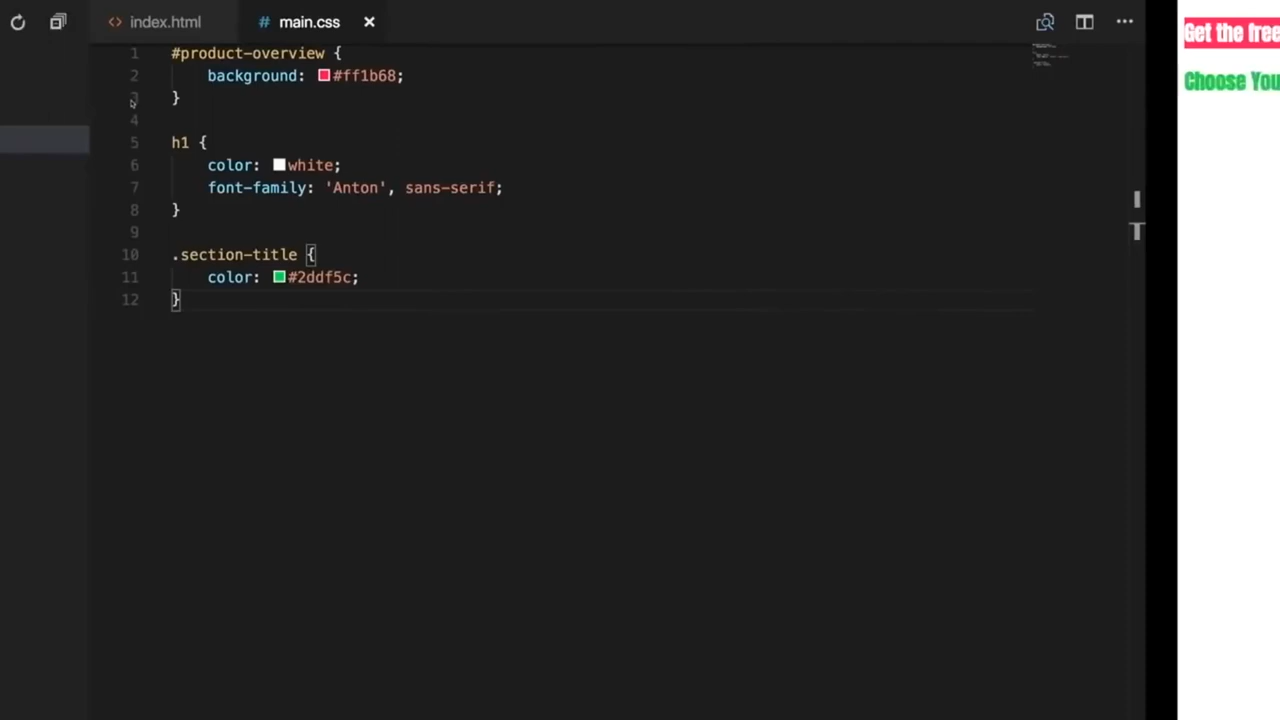 index.html
# main.css
1 #product-overview {
2 background: #ff1b68;
3 }
4
5 h1 {
6 color: white;
7 font-family: 'Anton', sans-serif;
8 }
9
10 .section-title {
11 color: #2ddf5c;
12 }
Get the free
Choose You